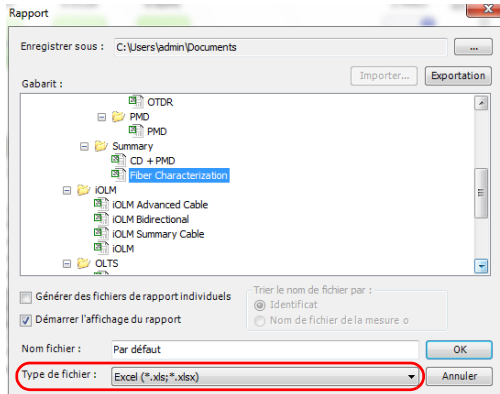 Rapport
Enregistrer sous : C:\Users\admin\Documents ...
Gabarit : Importer... Exportation
OTDR
PMD
PMD
Summary
CD + PMD
Fiber Characterization
iOLM
iOLM Advanced Cable
iOLM Bidirectional
iOLM Summary Cable
iOLM
OLTS
Générer des fichiers de rapport individuels
Trier le nom de fichier par :
Identificat
Démarrer l'affichage du rapport
Nom de fichier de la mesure o
Nom fichier : Par défaut OK
Type de fichier : Excel (*.xls;*.xlsx) Annuler